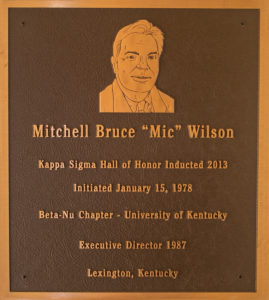 Mitchell Bruce "Mic" Wilson
Kappa Sigma Hall of Honor Inducted 2013
Initiated January 15, 1978
Beta-Nu Chapter - University of Kentucky
Executive Director 1987
Lexington, Kentucky